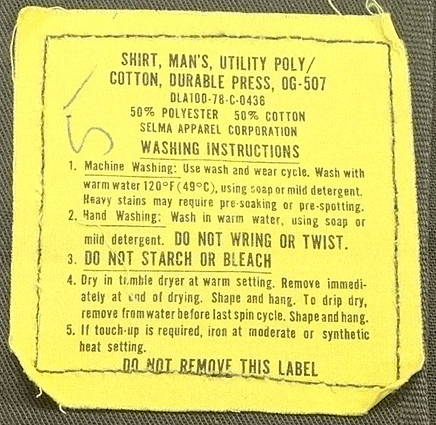 SHIRT, MAN'S, UTILITY POLY/
COTTON, DURABLE PRESS, OG-507
DLA100-78-C-0436
50% POLYESTER 50% COTTON
SELMA APPAREL CORPORATION
WASHING INSTRUCTIONS
1. Machine Washing: Use wash and wear cycle. Wash with
warm water 120°F (49°C), using soap or mild detergent.
Heavy stains may require pre-soaking or pre-spotting.
2. Hand Washing: Wash in warm water, using soap or
mild detergent. DO NOT WRING OR TWIST.
3. DO NOT STARCH OR BLEACH
4. Dry in tumble dryer at warm setting. Remove immedi-
ately at end of drying. Shape and hang. To drip dry,
remove from water before last spin cycle. Shape and hang.
5. If touch-up is required, iron at moderate or synthetic
heat setting.
DO NOT REMOVE THIS LABEL